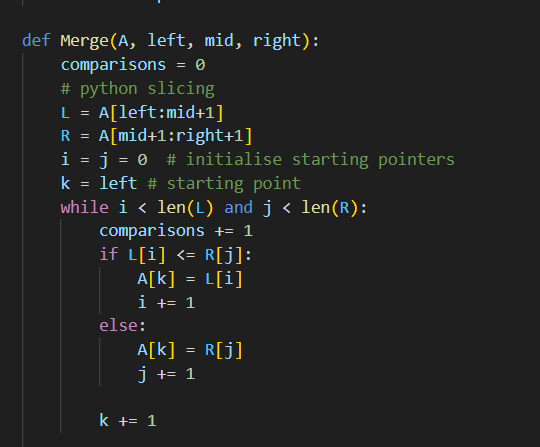 def Merge(A, left, mid, right):
    comparisons = 0
    # python slicing
    L = A[left:mid+1]
    R = A[mid+1:right+1]
    i = j = 0  # initialise starting pointers
    k = left # starting point
    while i < len(L) and j < len(R):
        comparisons += 1
        if L[i] <= R[j]:
            A[k] = L[i]
            i += 1
        else:
            A[k] = R[j]
            j += 1

        k += 1